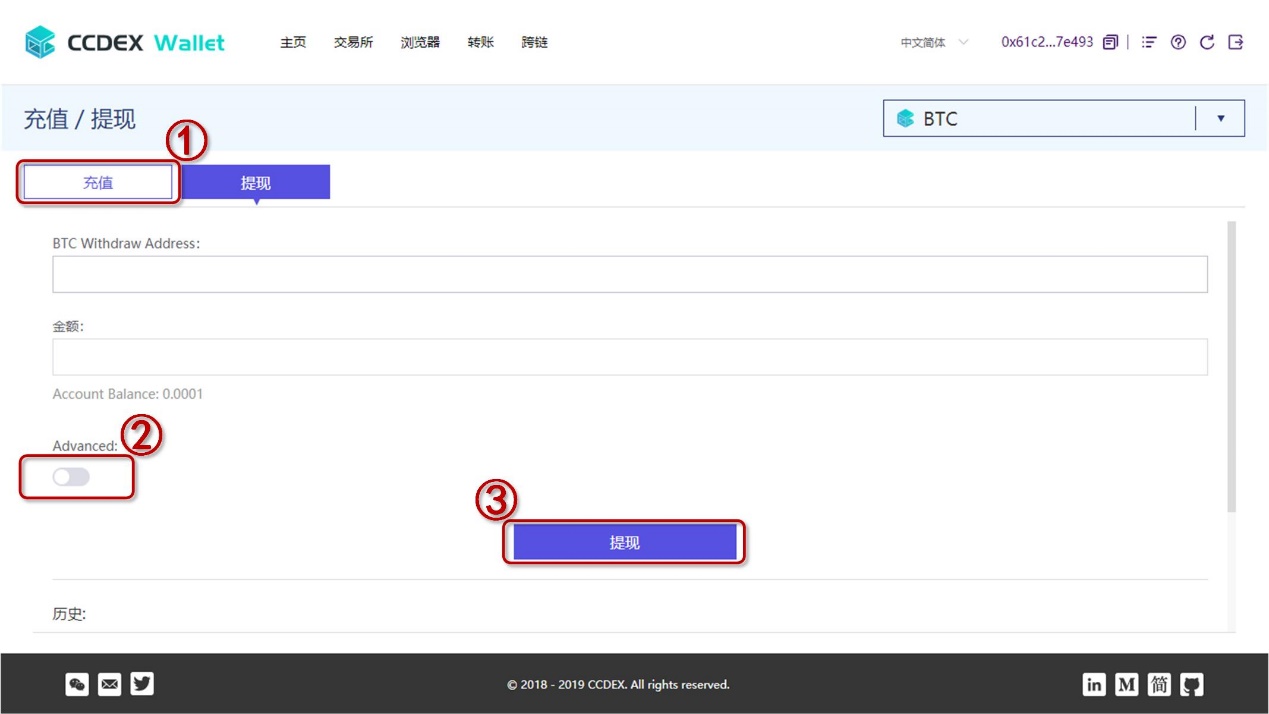 CCDEX Wallet 主页 交易所 浏览器 转账 跨链 中文简体 0x61c2...7e493
充值 / 提现 BTC
①
充值 提现
BTC Withdraw Address:
金额:
Account Balance: 0.0001
Advanced: ②
③
提现
历史:
© 2018 - 2019 CCDEX. All rights reserved. in M 简